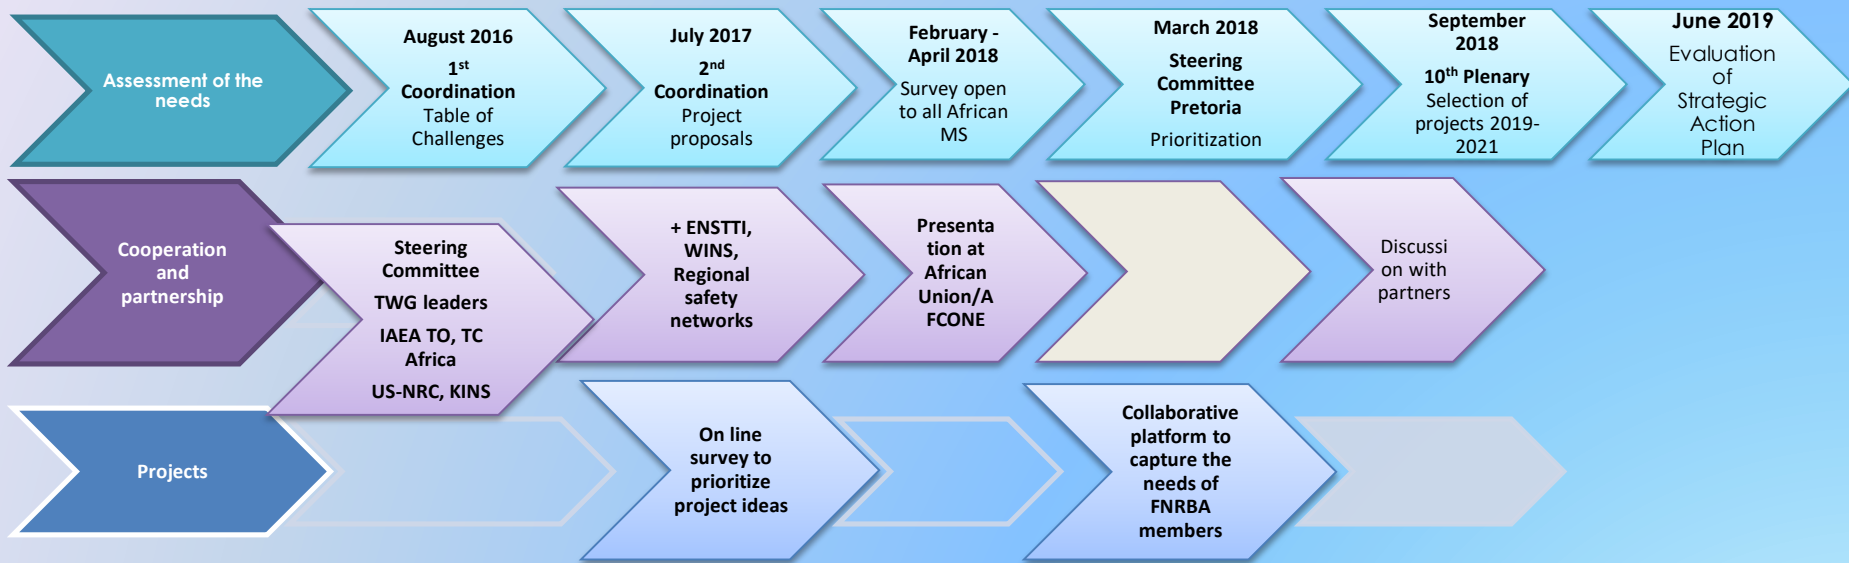 Assessment of the
needs
August 2016
1st
Coordination
Table of
Challenges
July 2017
2nd
Coordination
Project
proposals
February -
April 2018
Survey open
to all African
MS
March 2018
Steering
Committee
Pretoria
Prioritization
September
2018
10th Plenary
Selection of
projects 2019-
2021
June 2019
Evaluation
of
Strategic
Action
Plan
Cooperation
and
partnership
Steering
Committee
TWG leaders
IAEA TO, TC
Africa
US-NRC, KINS
+ ENSTTI,
WINS,
Regional
safety
networks
Presenta
tion at
African
Union/A
FCONE
Discussi
on with
partners
Projects
On line
survey to
prioritize
project ideas
Collaborative
platform to
capture the
needs of
FNRBA
members